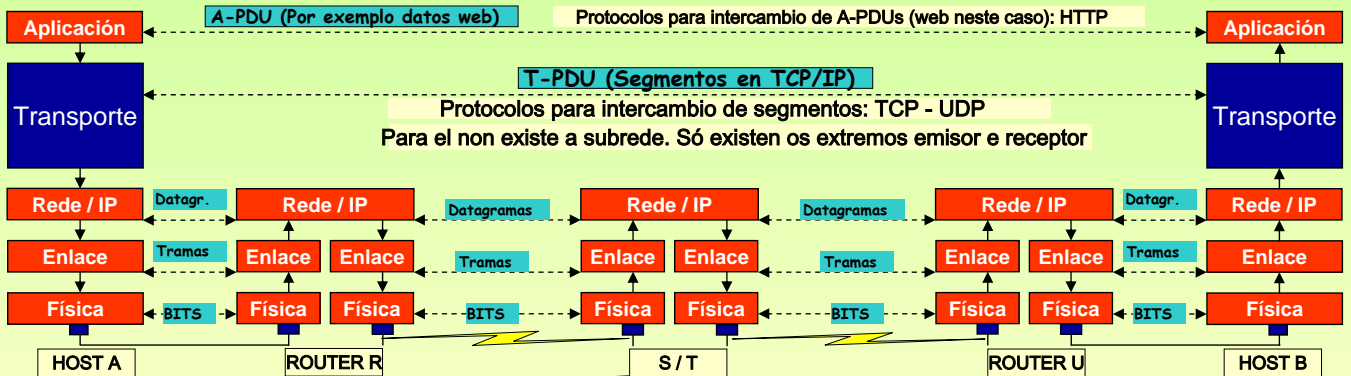 A-PDU (Por exemplo datos web)
Protocolos para intercambio de A-PDUs (web neste caso): HTTP
Aplicación
Aplicación
T-PDU (Segmentos en TCP/IP)
Transporte
Protocolos para intercambio de segmentos: TCP - UDP
Transporte
Para el non existe a subrede. Só existen os extremos emisor e receptor
Rede / IP
Datagr.
Rede / IP
Datagramas
Rede / IP
Datagramas
Rede / IP
Datagr.
Rede / IP
Enlace
Tramas
Enlace
Enlace
Tramas
Enlace
Enlace
Tramas
Enlace
Enlace
Tramas
Enlace
Física
BITS
Física
Física
BITS
Física
Física
BITS
Física
Física
BITS
Física
HOST A
ROUTER R
S / T
ROUTER U
HOST B